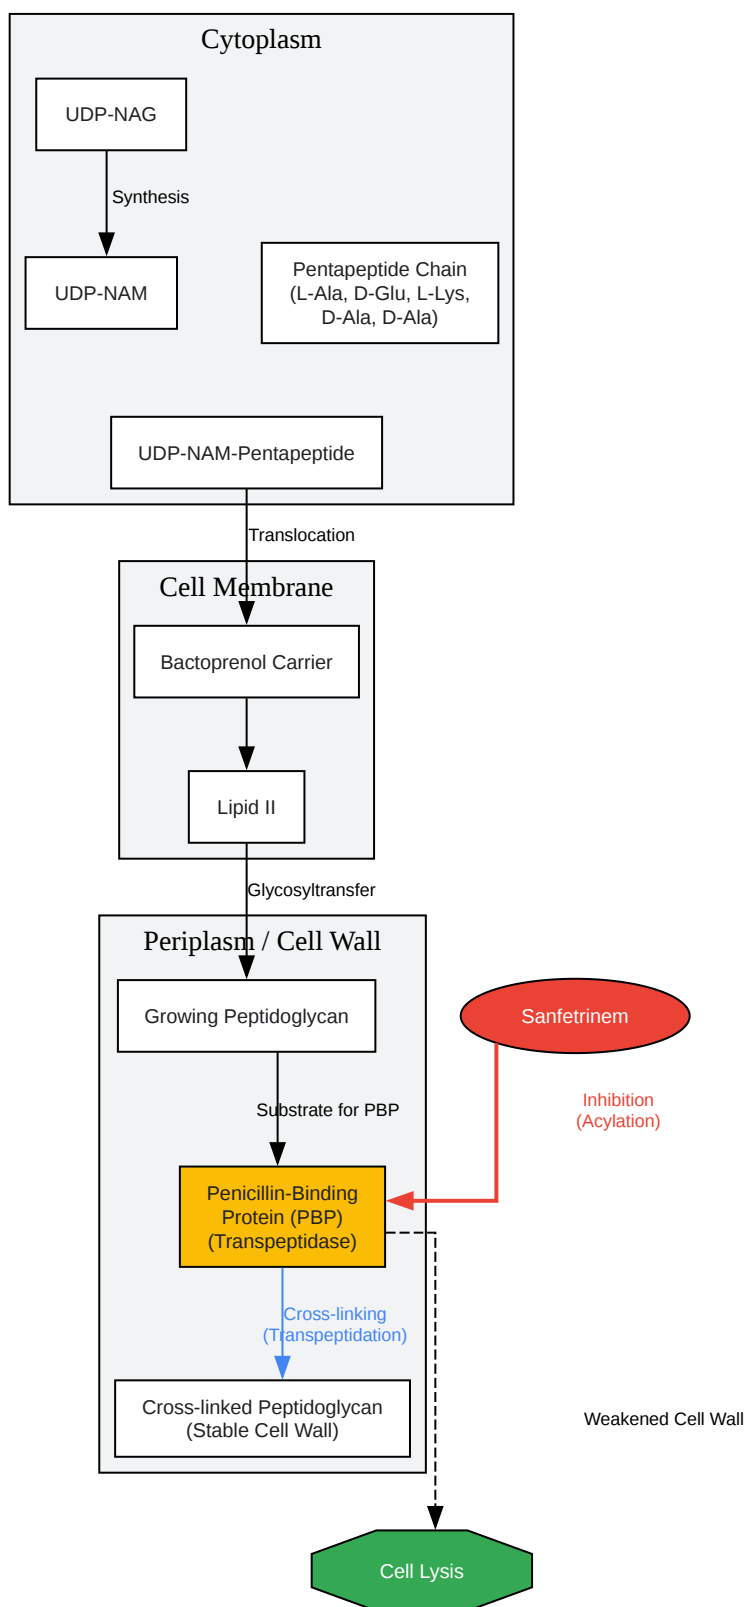 Cytoplasm
UDP-NAG
Synthesis
UDP-NAM
Pentapeptide Chain
(L-Ala, D-Glu, L-Lys,
D-Ala, D-Ala)
UDP-NAM-Pentapeptide
Translocation
Cell Membrane
Bactoprenol Carrier
Lipid II
Glycosyltransfer
Periplasm / Cell Wall
Growing Peptidoglycan
Sanfetrinem
Inhibition
(Acylation)
Substrate for PBP
Penicillin-Binding
Protein (PBP)
(Transpeptidase)
Cross-linking
(Transpeptidation)
Cross-linked Peptidoglycan
(Stable Cell Wall)
Weakened Cell Wall
Cell Lysis